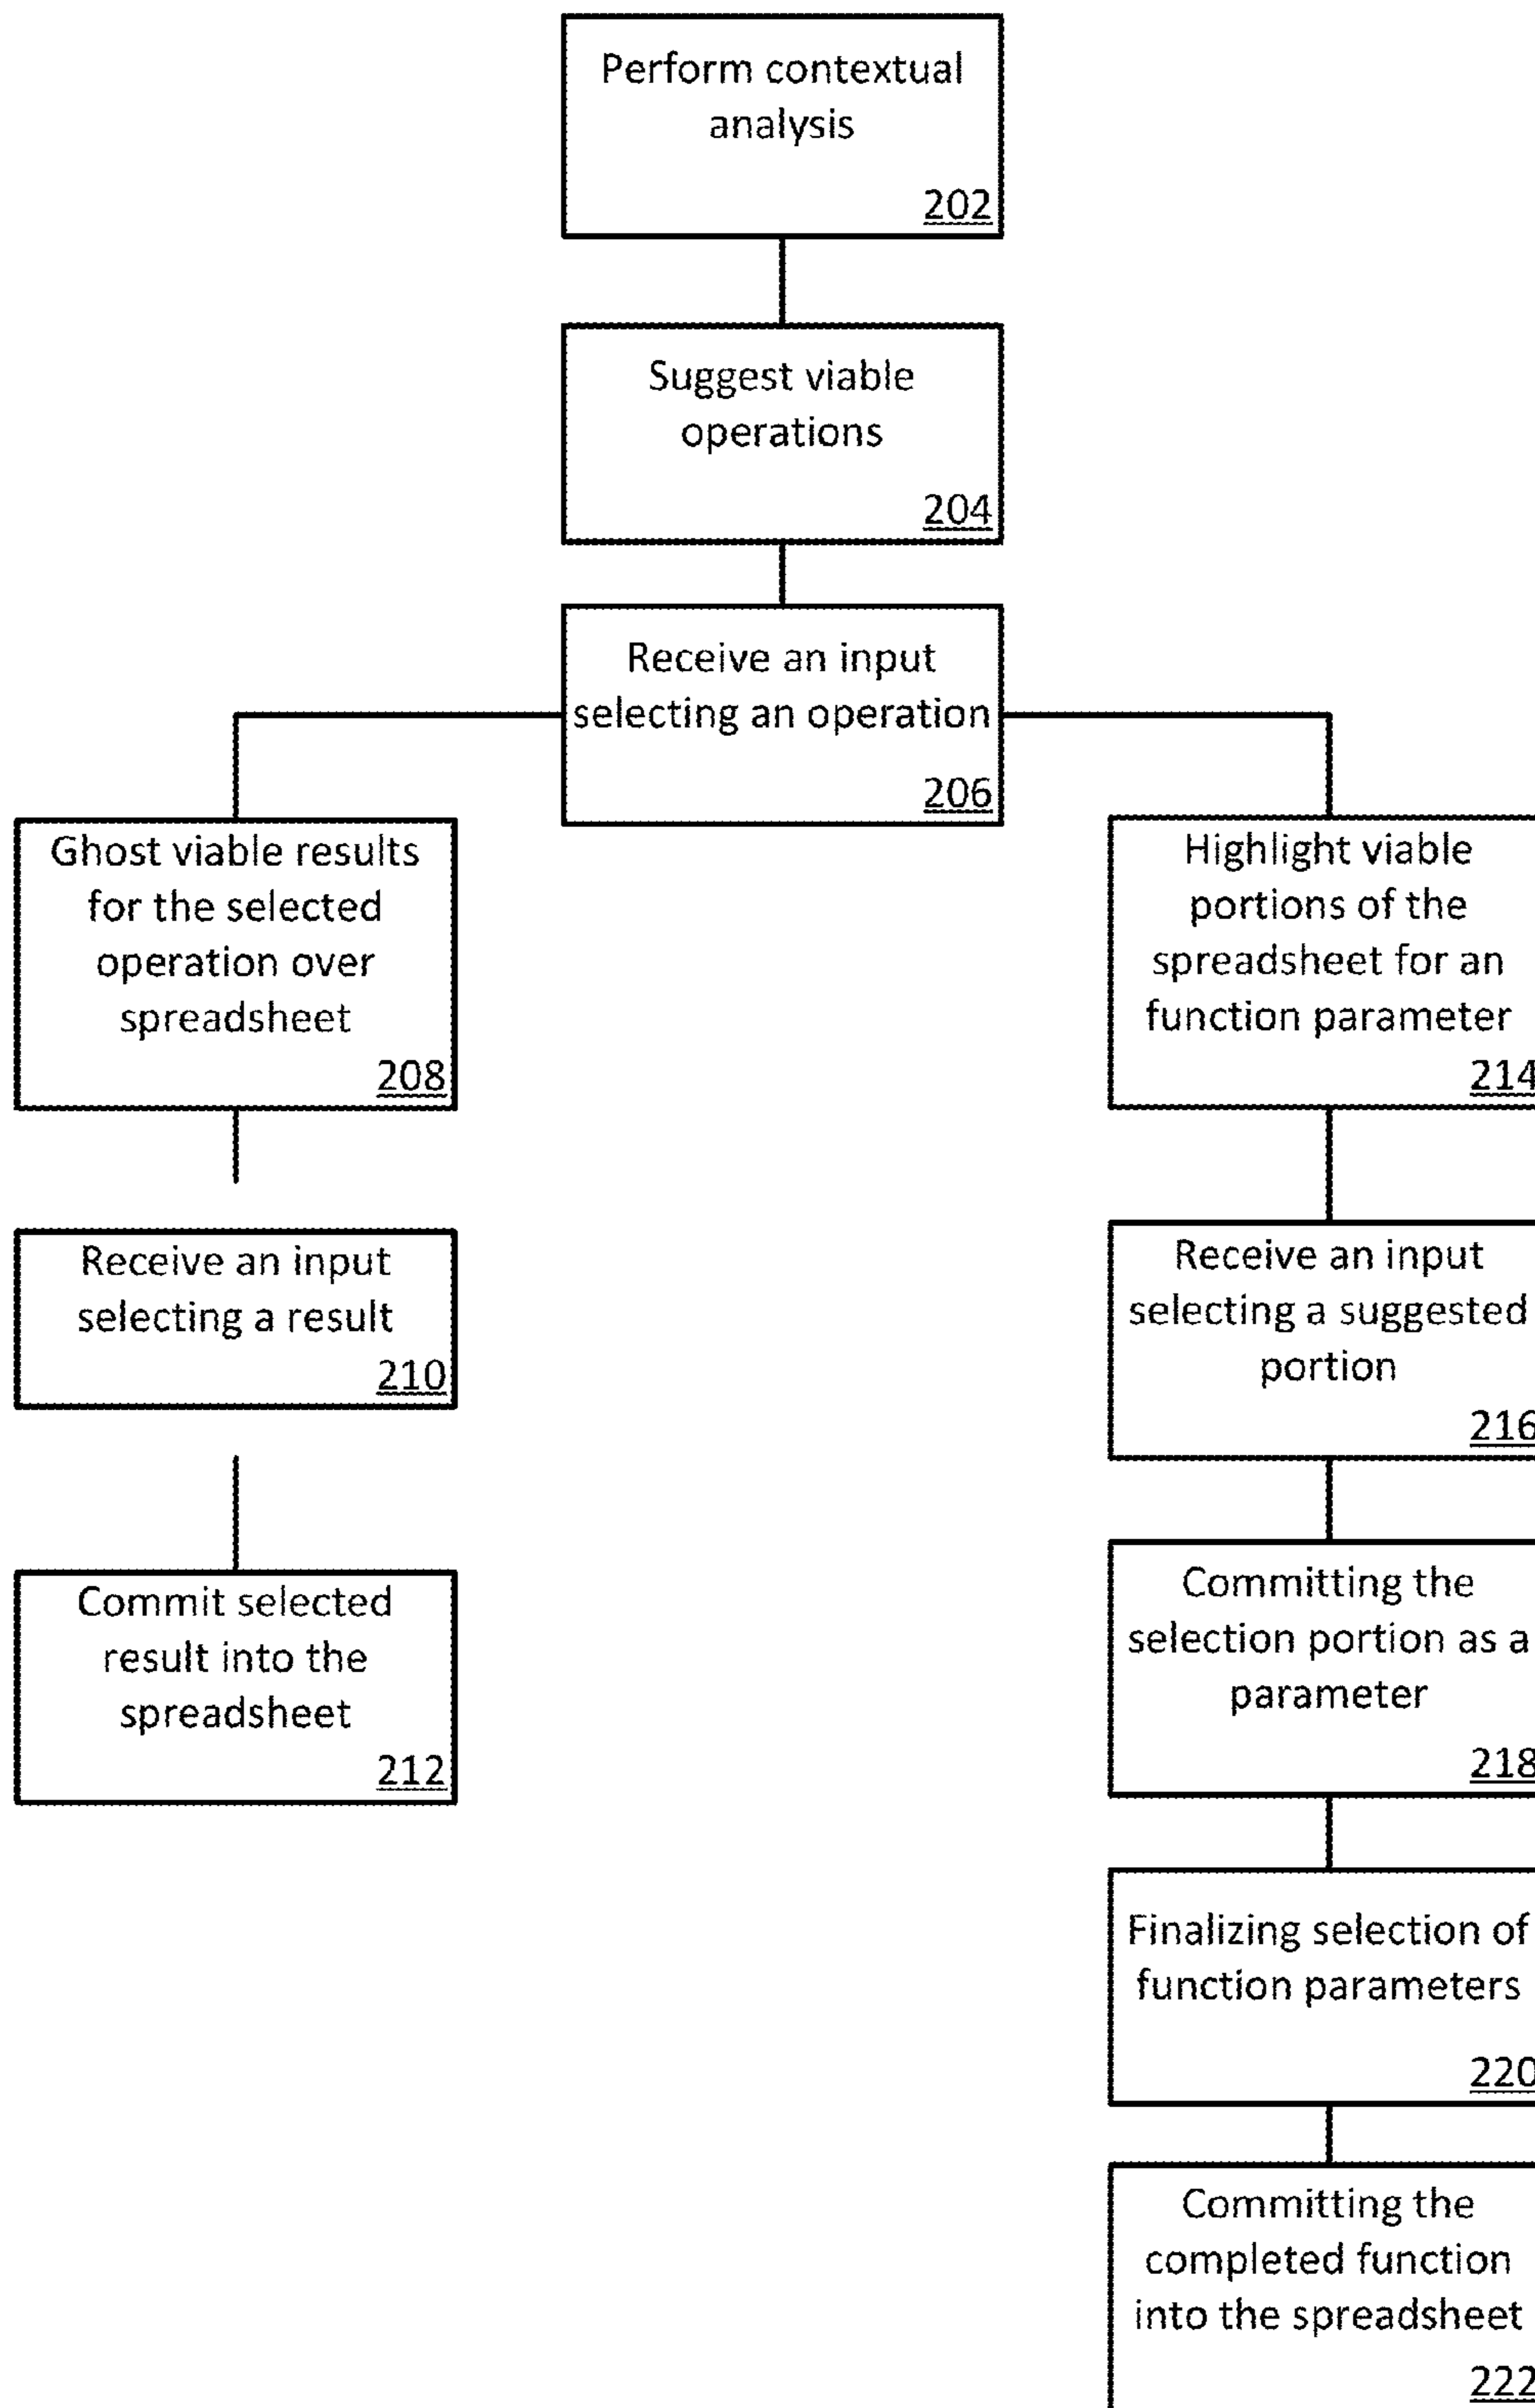 Perform contextual
analysis
202
Suggest viable
operations
204
Receive an input
selecting an operation
206
Ghost viable results
for the selected
operation over
spreadsheet
208
Receive an input
selecting a result
210
Commit selected
result into the
spreadsheet
212
Highlight viable
portions of the
spreadsheet for an
function parameter
214
Receive an input
selecting a suggested
portion
216
Committing the
selection portion as a
parameter
218
Finalizing selection of
function parameters
220
Committing the
completed function
into the spreadsheet
222